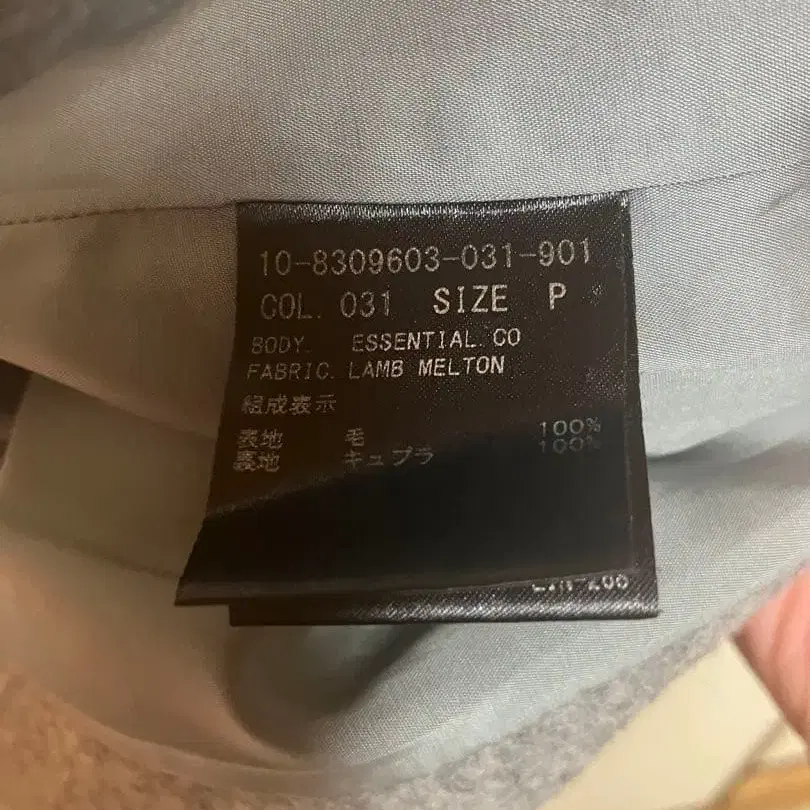 10-8309603-031-901
COL. 031 SIZE P
BODY. ESSENTIAL.CO
FABRIC. LAMB MELTON
組成表示
表地 毛 100%
裏地 キュプラ 100%